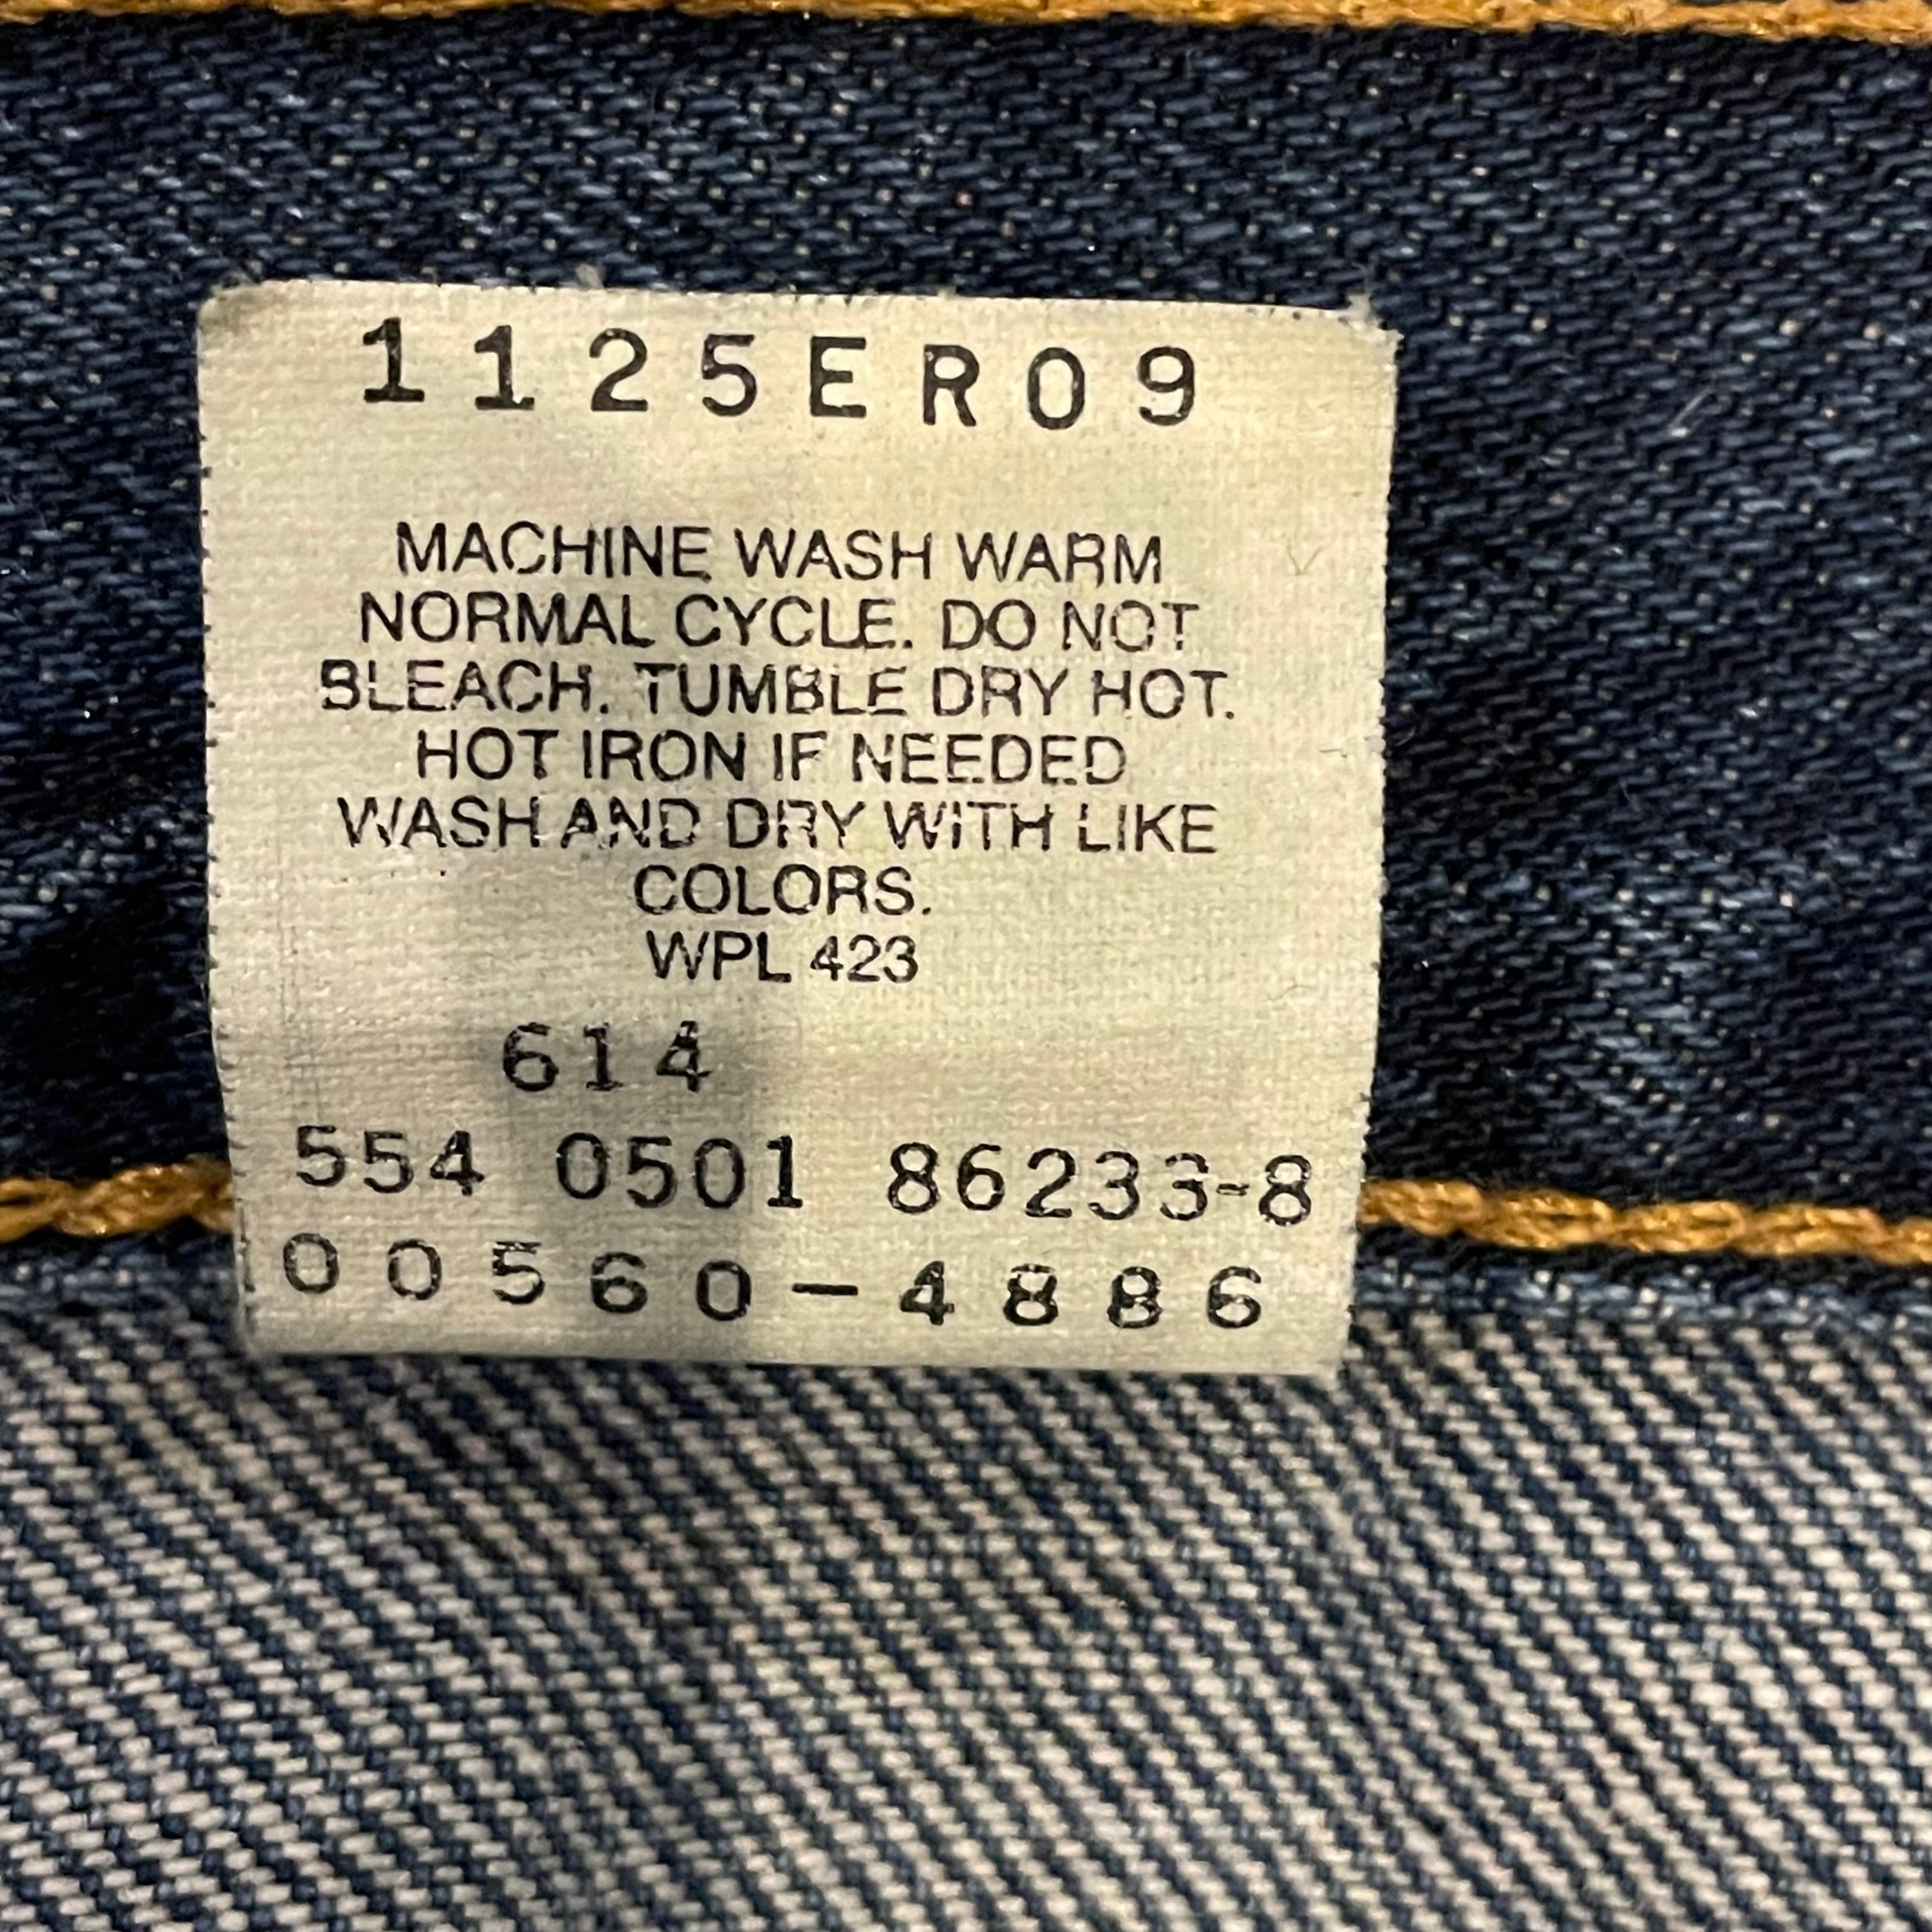 1125ER09
MACHINE WASH WARM
NORMAL CYCLE. DO NOT
BLEACH. TUMBLE DRY HOT.
HOT IRON IF NEEDED
WASH AND DRY WITH LIKE
COLORS.
WPL 423
614
554 0501 86233-8
00560-4886